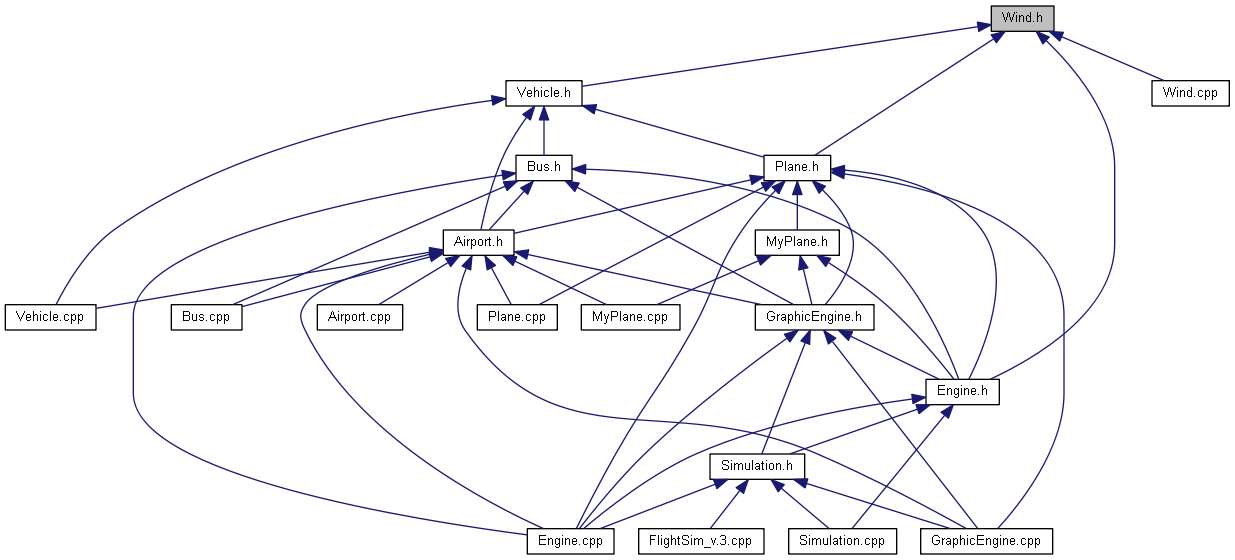 Wind.h
Vehicle.h
Wind.cpp
Bus.h
Plane.h
Airport.h
MyPlane.h
Vehicle.cpp
Bus.cpp
Airport.cpp
Plane.cpp
MyPlane.cpp
GraphicEngine.h
Engine.h
Simulation.h
Engine.cpp
FlightSim_v.3.cpp
Simulation.cpp
GraphicEngine.cpp